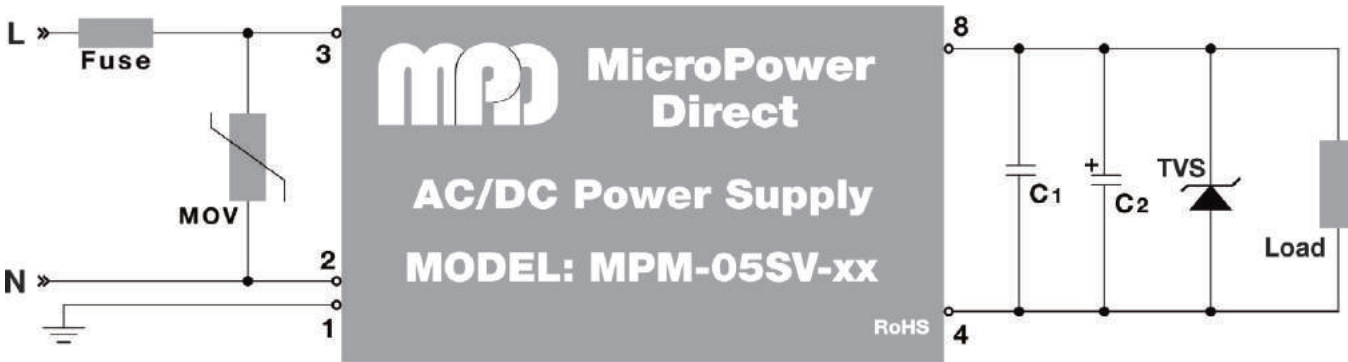 L
Fuse
3
MOV
N
2
1
MPD
MicroPower
Direct
AC/DC Power Supply
MODEL: MPM-05SV-xx
RoHS
8
C1
+
C2
TVS
Load
4